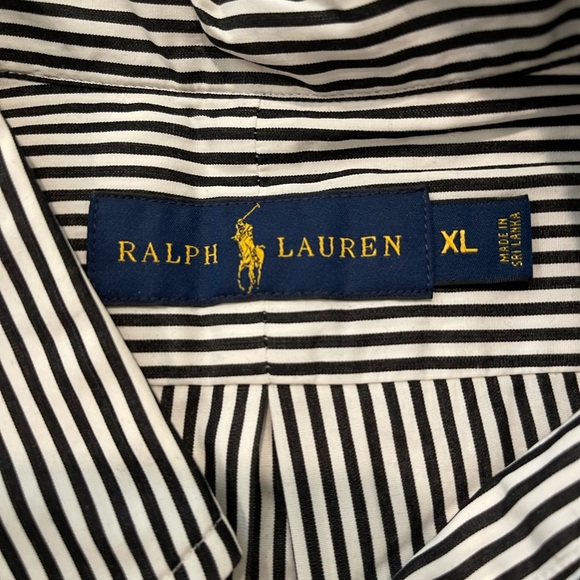 RALPH LAUREN
XL
MADE IN
SRI LANKA